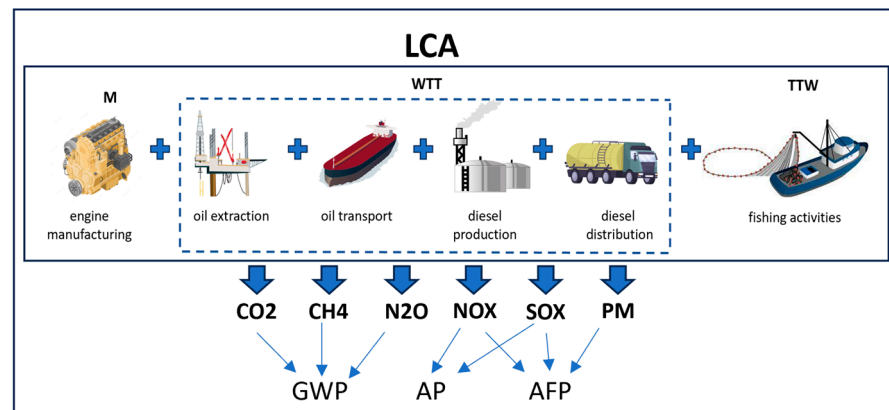 LCA
M
WTT
TTW
engine
manufacturing
oil extraction
oil transport
diesel
production
diesel
distribution
fishing activities
CO2
CH4
N2O
NOX
SOX
PM
GWP
AP
AFP